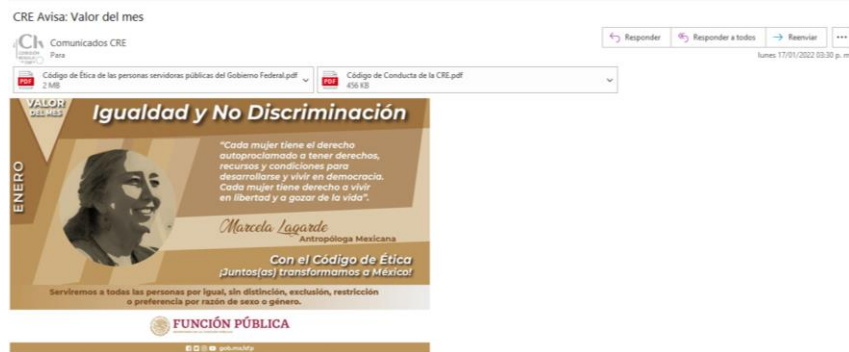 CRE Avisa: Valor del mes
Comunicados CRE
Para
Responder
Responder a todos
Reenviar
lunes 17/01/2022 03:30 p. m
Código de Ética de las personas servidoras públicas del Gobierno Federal.pdf
2 MB
Código de Conducta de la CRE.pdf
456 KB
VALOR
DEL MES
Igualdad y No Discriminación
ENERO
"Cada mujer tiene el derecho
autoproclamado a tener derechos,
recursos y condiciones para
desarrollarse y vivir en democracia.
Cada mujer tiene derecho a vivir
en libertad y a gozar de la vida".
Marcela Lagarde
Antropóloga Mexicana
Con el Código de Ética
¡Juntos(as) transformamos a México!
Serviremos a todas las personas por igual, sin distinción, exclusión, restricción
o preferencia por razón de sexo o género.
FUNCIÓN PÚBLICA
gob.mx/sfp